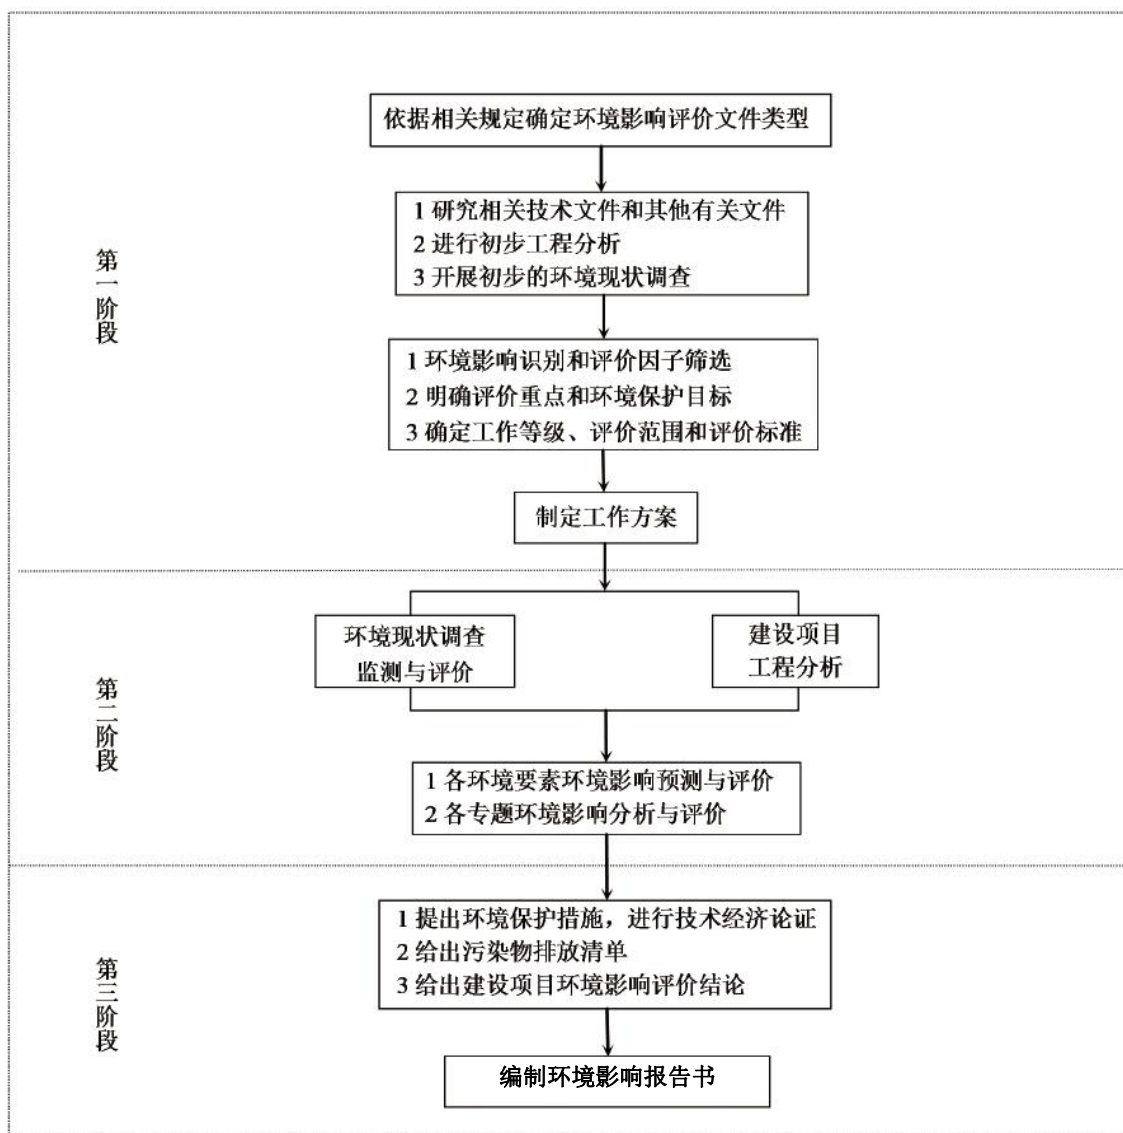 第一阶段
依据相关规定确定环境影响评价文件类型
1 研究相关技术文件和其他有关文件
2 进行初步工程分析
3 开展初步的环境现状调查
1 环境影响识别和评价因子筛选
2 明确评价重点和环境保护目标
3 确定工作等级、评价范围和评价标准
制定工作方案
第二阶段
环境现状调查
监测与评价
建设项目
工程分析
1 各环境要素环境影响预测与评价
2 各专题环境影响分析与评价
第三阶段
1 提出环境保护措施，进行技术经济论证
2 给出污染物排放清单
3 给出建设项目环境影响评价结论
编制环境影响报告书